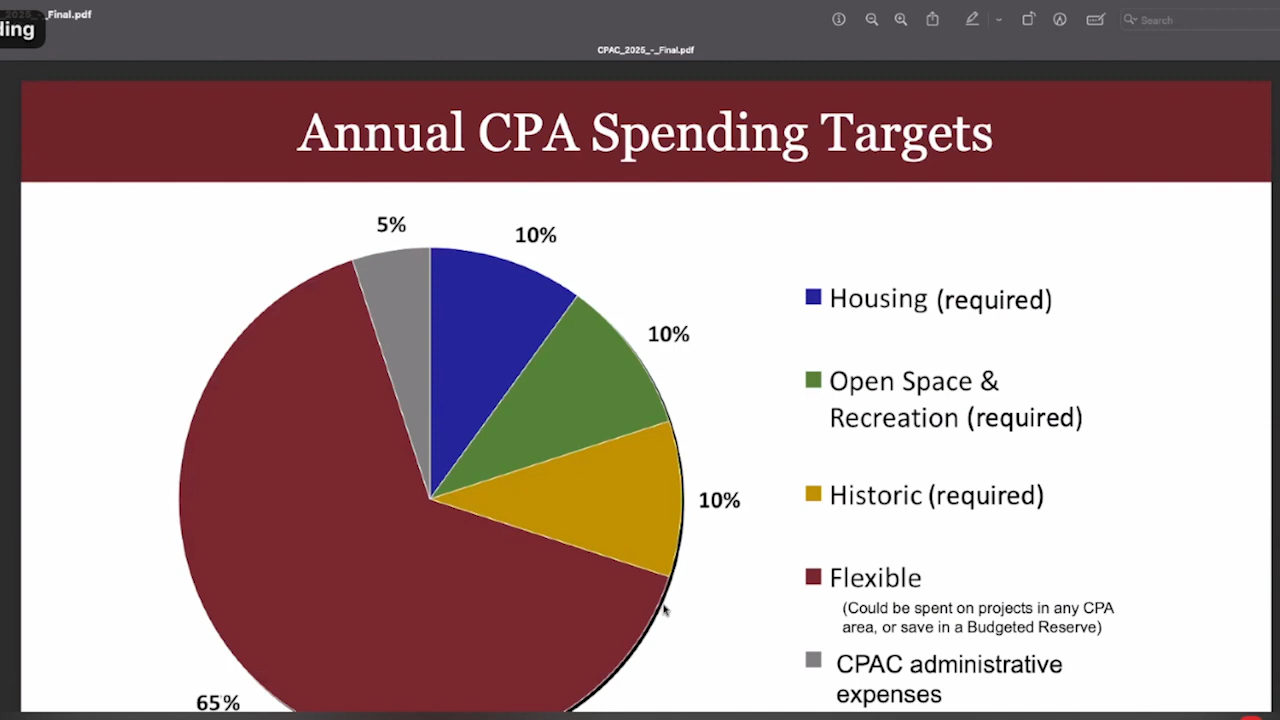 _Final.pdf
ding
Search
CPAC_2025_-_Final.pdf
Annual CPA Spending Targets
5%
10%
10%
10%
65%
Housing (required)
Open Space &
Recreation (required)
Historic (required)
Flexible
(Could be spent on projects in any CPA
area, or save in a Budgeted Reserve)
CPAC administrative
expenses